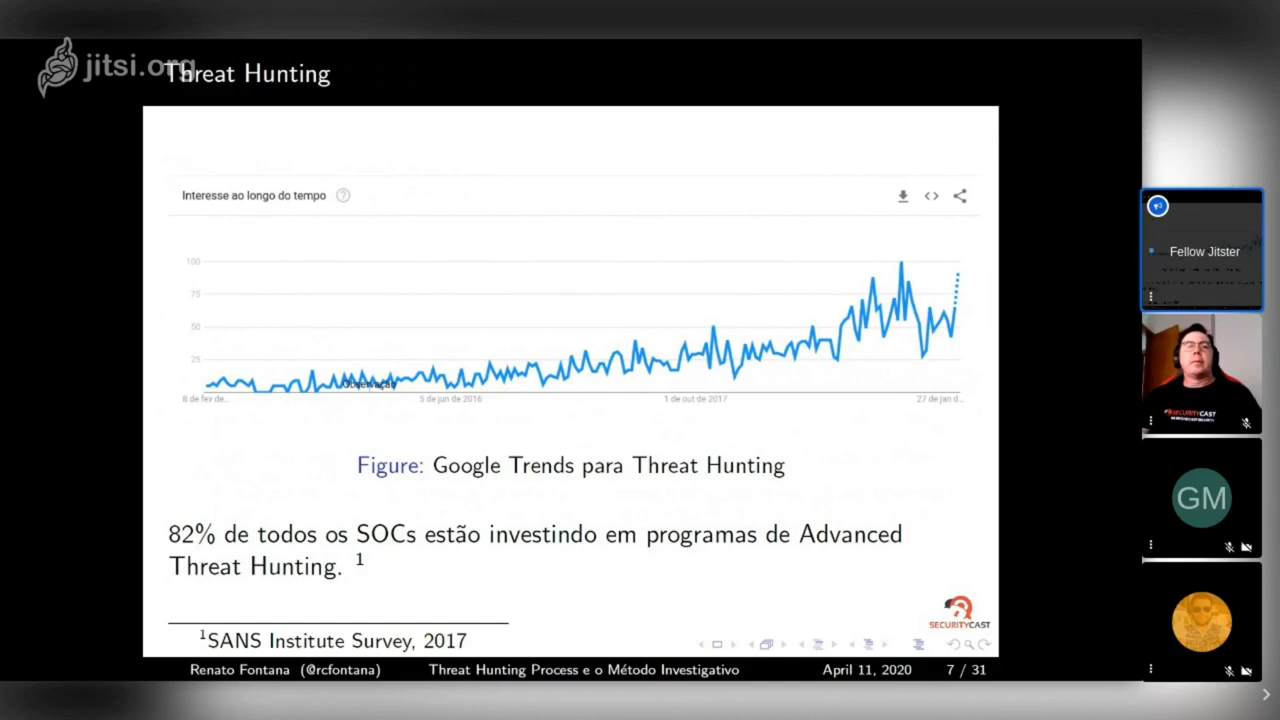 jitsi.org
Threat Hunting
Interesse ao longo do tempo
100
75
50
25
Observação
8 de fev de...
5 de jun de 2016
1 de out de 2017
27 de jan d...
Figure: Google Trends para Threat Hunting
82% de todos os SOCs estão investindo em programas de Advanced
Threat Hunting. 1
1SANS Institute Survey, 2017
SECURITYCAST
Renato Fontana (@rcfontana) Threat Hunting Process e o Método Investigativo April 11, 2020 7 / 31
Fellow Jitster
SECURITYCAST
GM